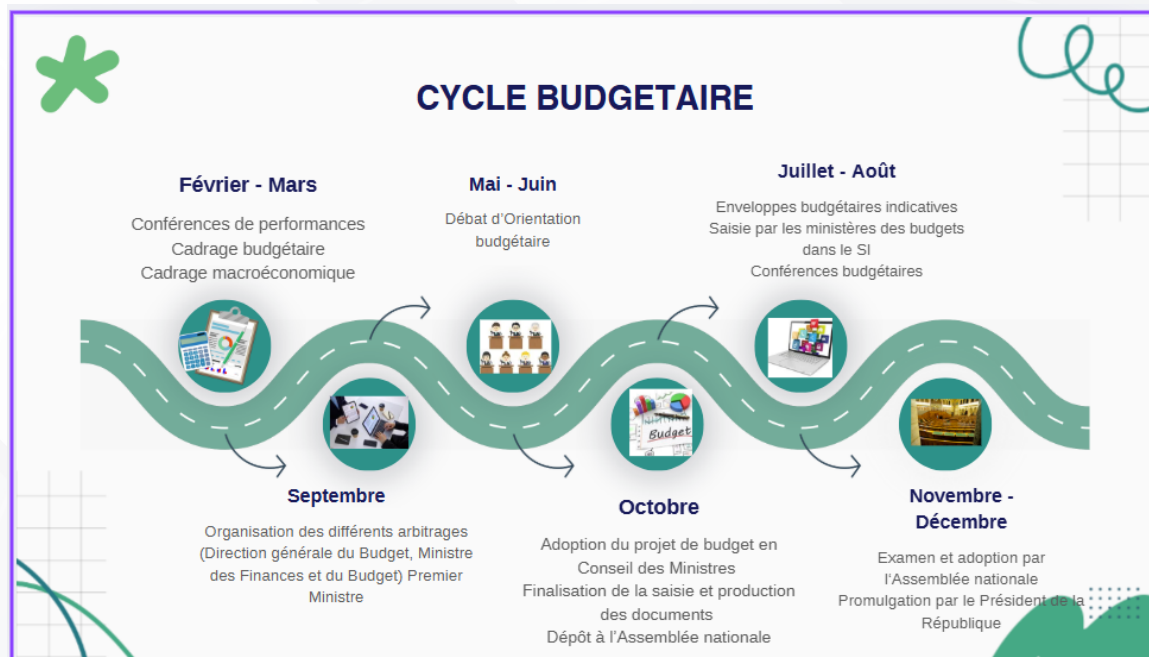 CYCLE BUDGETAIRE
Février - Mars
Conférences de performances
Cadrage budgétaire
Cadrage macroéconomique
Mai - Juin
Débat d’Orientation
budgétaire
Juillet - Août
Enveloppes budgétaires indicatives
Saisie par les ministères des budgets
dans le SI
Conférences budgétaires
Budget
Septembre
Organisation des différents arbitrages
(Direction générale du Budget, Ministre
des Finances et du Budget) Premier
Ministre
Octobre
Adoption du projet de budget en
Conseil des Ministres
Finalisation de la saisie et production
des documents
Dépôt à l’Assemblée nationale
Novembre -
Décembre
Examen et adoption par
l’Assemblée nationale
Promulgation par le Président de la
République